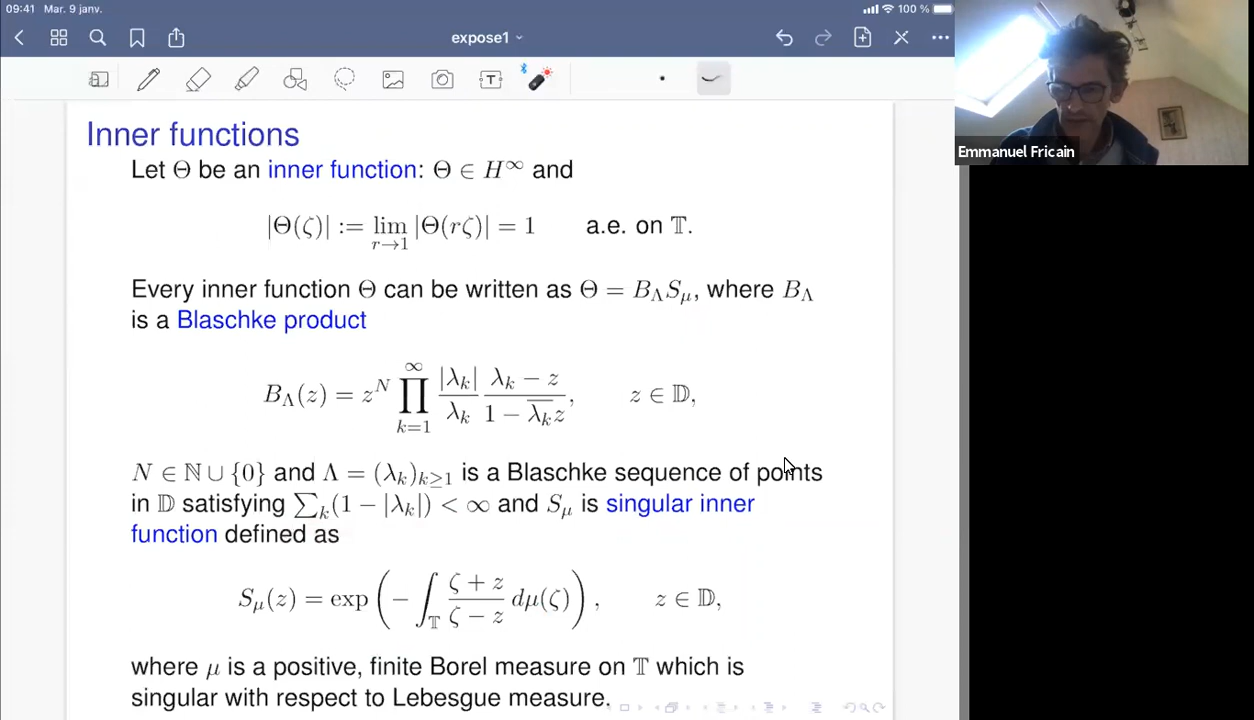 09:41 Mar. 9 janv.
100 %
expose1
T
Emmanuel Fricain
Inner functions
Let Θ be an inner function: Θ ∈ H^∞ and
|Θ(ζ)| := lim_{r→1} |Θ(rζ)| = 1 a.e. on 𝕋.
Every inner function Θ can be written as Θ = B_Λ S_μ, where B_Λ
is a Blaschke product
B_Λ(z) = z^N ∏_{k=1}^{∞} \frac{|λ_k|}{λ_k} \frac{λ_k − z}{1 − \overline{λ_k} z}, z ∈ 𝔻,
N ∈ ℕ ∪ {0} and Λ = (λ_k)_{k≥1} is a Blaschke sequence of points
in 𝔻 satisfying ∑_k (1 − |λ_k|) < ∞ and S_μ is singular inner
function defined as
S_μ(z) = exp ( − ∫_𝕋 \frac{ζ + z}{ζ − z} dμ(ζ) ), z ∈ 𝔻,
where μ is a positive, finite Borel measure on 𝕋 which is
singular with respect to Lebesgue measure.